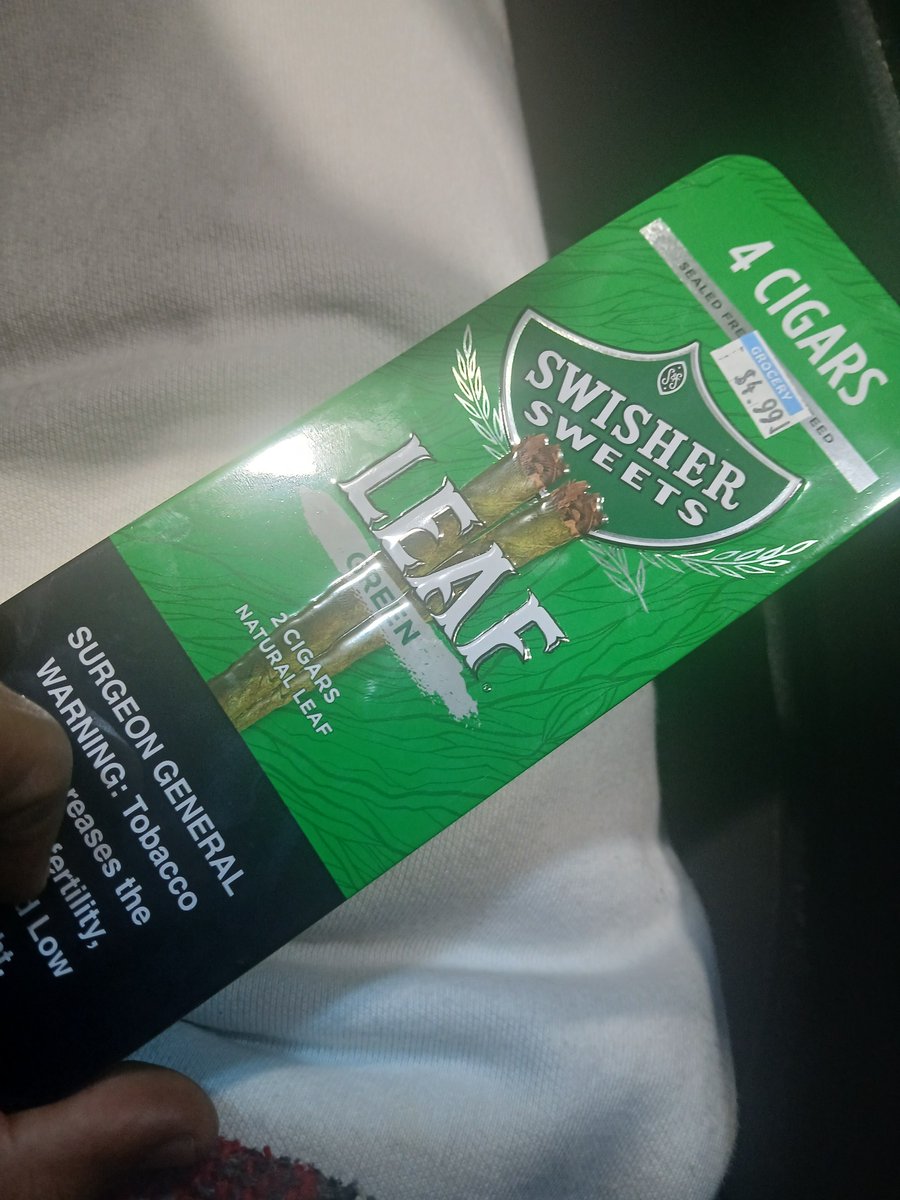 4 CIGARS
SEALED FRE
EED
GROCERY
$4.99
SWISHER
SWEETS
LEAF
GREEN
2 CIGARS
NATURAL LEAF
SURGEON GENERAL
WARNING: Tobacco
reases the
fertility,
d Low